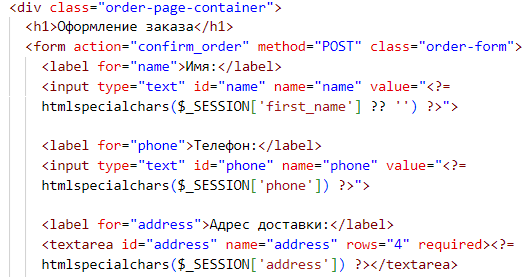 <div class="order-page-container">
<h1>Оформление заказа</h1>
<form action="confirm_order" method="POST" class="order-form">
<label for="name">Имя:</label>
<input type="text" id="name" name="name" value="<?=
htmlspecialchars($_SESSION['first_name'] ?? '') ?>">
<label for="phone">Телефон:</label>
<input type="text" id="phone" name="phone" value="<?=
htmlspecialchars($_SESSION['phone']) ?>">
<label for="address">Адрес доставки:</label>
<textarea id="address" name="address" rows="4" required><?=
htmlspecialchars($_SESSION['address']) ?></textarea>